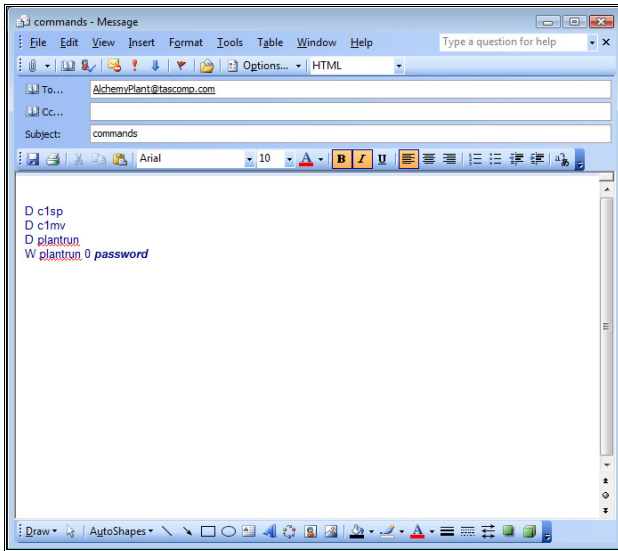 commands - Message
File Edit View Insert Format Tools Table Window Help Type a question for help
Options... HTML
To... AlchemyPlant@tascomp.com
Cc...
Subject: commands
Arial 10 A B I U
D c1sp
D c1mv
D plantrun
W plantrun 0 password
Draw AutoShapes A